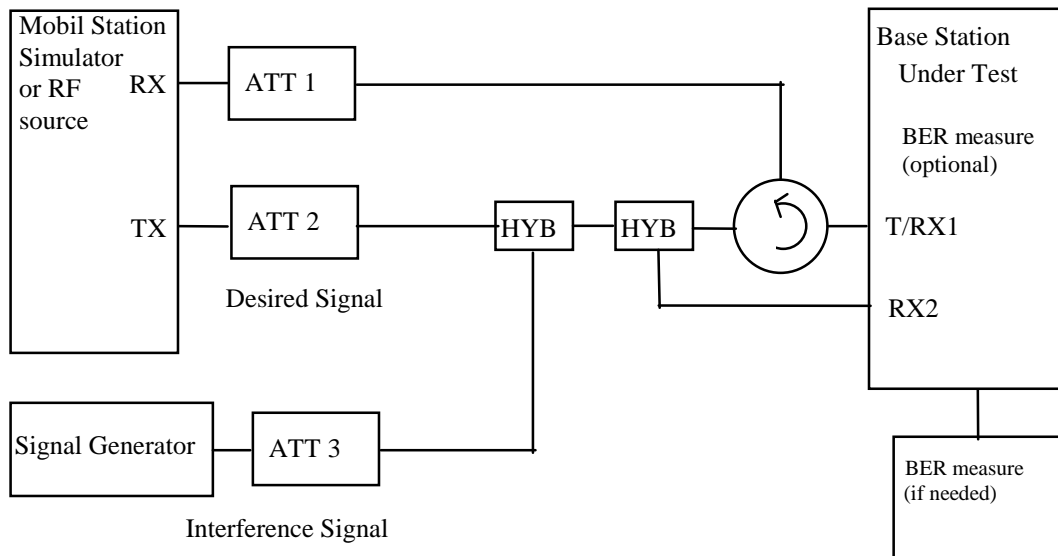 Mobil Station
Simulator
or RF
source
RX
TX
ATT 1
ATT 2
Desired Signal
HYB
HYB
Base Station
Under Test
BER measure
(optional)
T/RX1
RX2
Signal Generator
ATT 3
Interference Signal
BER measure
(if needed)